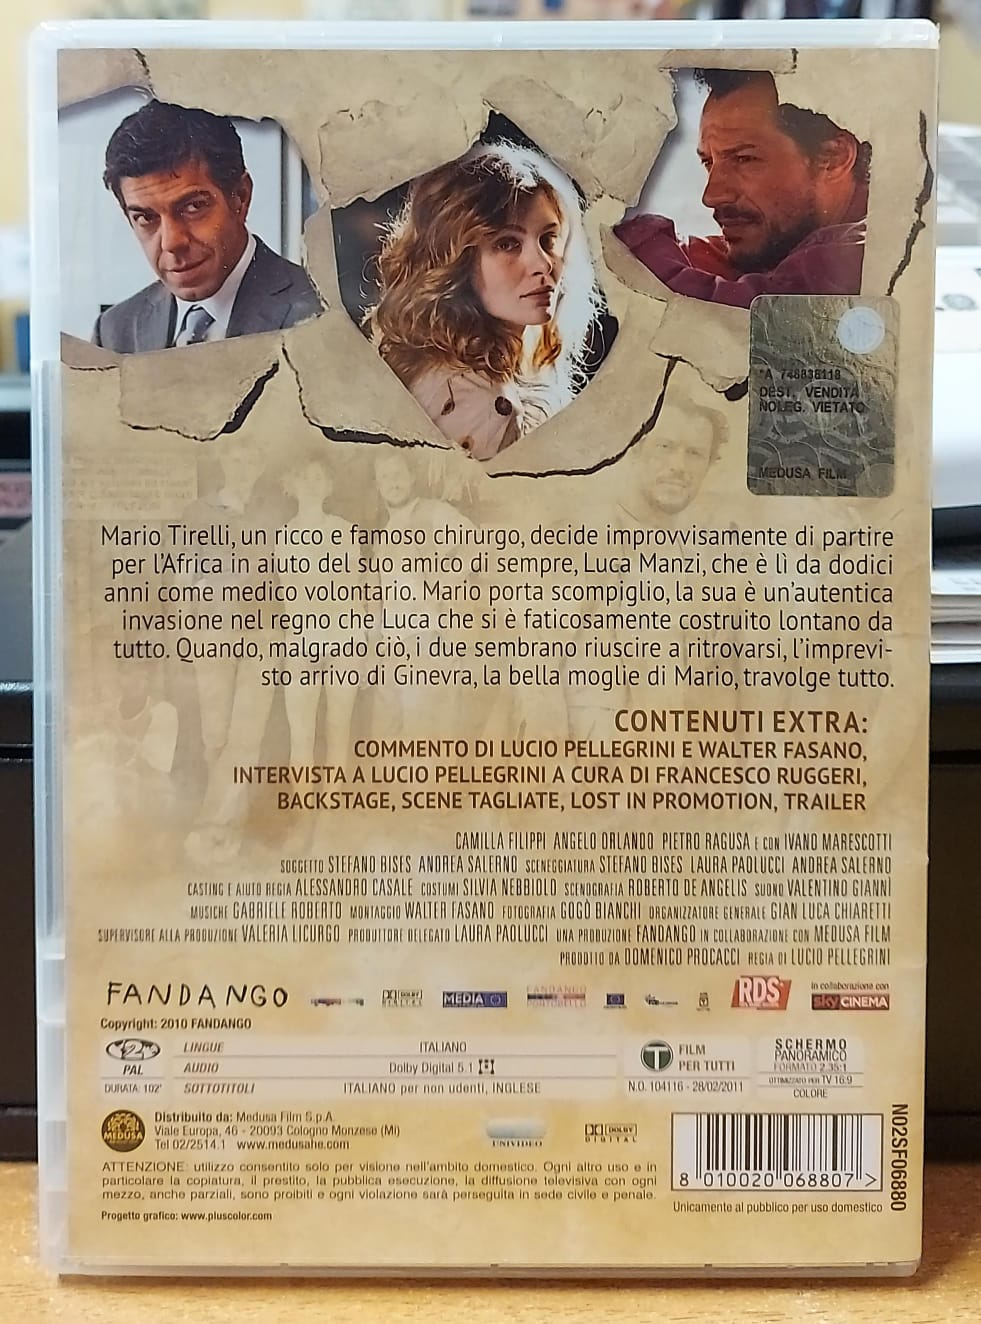 *A 748838118
DEST. VENDITA
NOLEG. VIETATO
MEDUSA FILM
Mario Tirelli, un ricco e famoso chirurgo, decide improvvisamente di partire
per l'Africa in aiuto del suo amico di sempre, Luca Manzi, che è lì da dodici
anni come medico volontario. Mario porta scompiglio, la sua è un'autentica
invasione nel regno che Luca che si è faticosamente costruito lontano da
tutto. Quando, malgrado ciò, i due sembrano riuscire a ritrovarsi, l'imprevi-
sto arrivo di Ginevra, la bella moglie di Mario, travolge tutto.
CONTENUTI EXTRA:
COMMENTO DI LUCIO PELLEGRINI E WALTER FASANO,
INTERVISTA A LUCIO PELLEGRINI A CURA DI FRANCESCO RUGGERI,
BACKSTAGE, SCENE TAGLIATE, LOST IN PROMOTION, TRAILER
CAMILLA FILIPPI ANGELO ORLANDO PIETRO RAGUSA E CON IVANO MARESCOTTI
SOGGETTO STEFANO BISES ANDREA SALERNO SCENEGGIATURA STEFANO BISES LAURA PAOLUCCI ANDREA SALERNO
CASTING E AIUTO REGIA ALESSANDRO CASALE COSTUMI SILVIA NEBBIOLO SCENOGRAFIA ROBERTO DE ANGELIS SUONO VALENTINO GIANNÌ
MUSICHE GABRIELE ROBERTO MONTAGGIO WALTER FASANO FOTOGRAFIA GOGÒ BIANCHI ORGANIZZATORE GENERALE GIAN LUCA CHIARETTI
SUPERVISORE ALLA PRODUZIONE VALERIA LICURGO PRODUTTORE DELEGATO LAURA PAOLUCCI UNA PRODUZIONE FANDANGO IN COLLABORAZIONE CON MEDUSA FILM
PRODOTTO DA DOMENICO PROCACCI REGIA DI LUCIO PELLEGRINI
FANDANGO
DOLBY DIGITAL
MEDIA
FANDANGO PORTOBELLO
RDS
in collaborazione con
sky CINEMA
Copyright: 2010 FANDANGO
2
PAL
DURATA: 102'
LINGUE ITALIANO
AUDIO Dolby Digital 5.1
SOTTOTITOLI ITALIANO per non udenti, INGLESE
T FILM
PER TUTTI
N.O. 104116 - 28/02/2011
SCHERMO
PANORAMICO
FORMATO 2.35:1
OTTIMIZZATO PER TV 16:9
COLORE
MEDUSA
Distribuito da: Medusa Film S.p.A.
Viale Europa, 46 - 20093 Cologno Monzese (Mi)
Tel 02/2514.1 www.medusahe.com
UNIVIDEO
DOLBY DIGITAL
ATTENZIONE: utilizzo consentito solo per visione nell'ambito domestico. Ogni altro uso e in
particolare la copiatura, il prestito, la pubblica esecuzione, la diffusione televisiva con ogni
mezzo, anche parziali, sono proibiti e ogni violazione sarà perseguita in sede civile e penale.
Progetto grafico: www.pluscolor.com
8 010020 068807 >
N02SF06880
Unicamente al pubblico per uso domestico